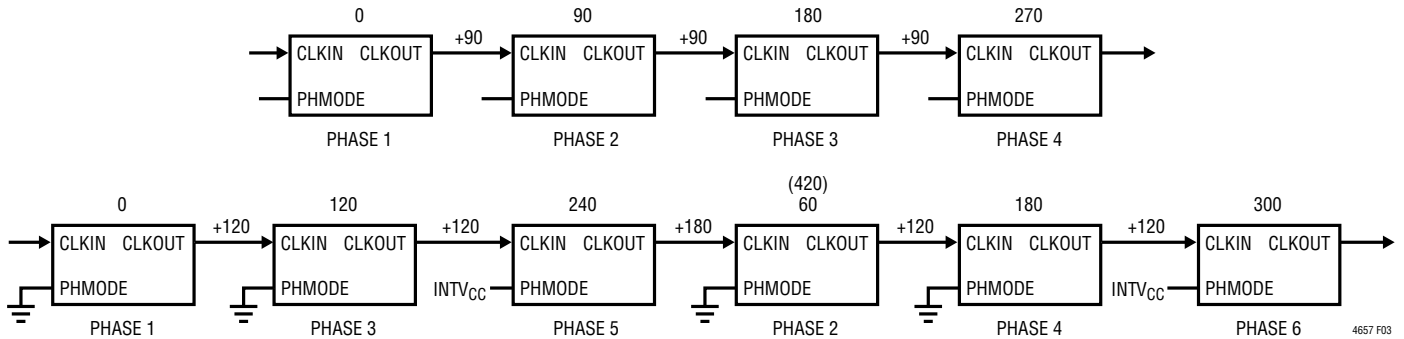 0 90 180 270
CLKIN CLKOUT +90 CLKIN CLKOUT +90 CLKIN CLKOUT +90 CLKIN CLKOUT
PHMODE PHMODE PHMODE PHMODE
PHASE 1 PHASE 2 PHASE 3 PHASE 4
(420)
0 120 240 60 180 300
CLKIN CLKOUT +120 CLKIN CLKOUT +120 CLKIN CLKOUT +180 CLKIN CLKOUT +120 CLKIN CLKOUT +120 CLKIN CLKOUT
PHMODE PHMODE INTVCC PHMODE PHMODE PHMODE INTVCC PHMODE
PHASE 1 PHASE 3 PHASE 5 PHASE 2 PHASE 4 PHASE 6 4657 F03